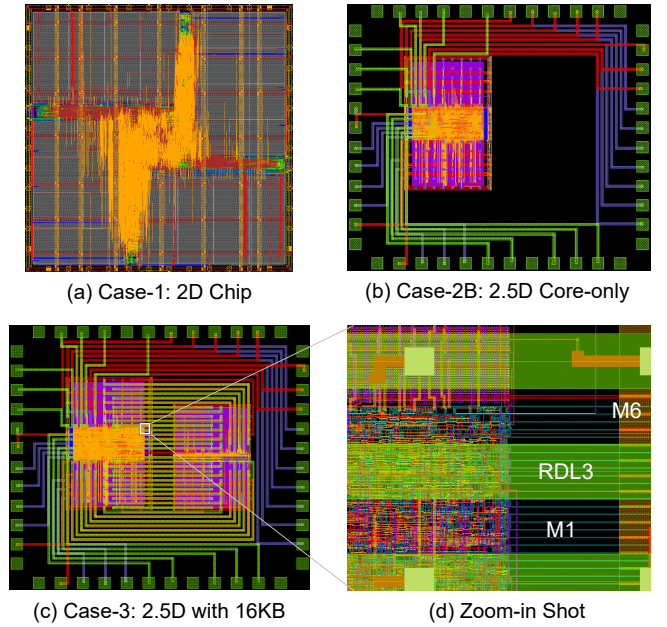 (a) Case-1: 2D Chip
(b) Case-2B: 2.5D Core-only
M6
RDL3
M1
(c) Case-3: 2.5D with 16KB
(d) Zoom-in Shot